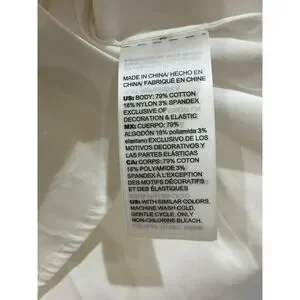 MADE IN CHINA/ HECHO EN
CHINA/ FABRIQUÉ EN CHINE
US: BODY: 79% COTTON
18% NYLON 3% SPANDEX
EXCLUSIVE OF
DECORATION & ELASTIC
MX: CUERPO: 79%
ALGODÓN 18% poliamida 3%
elastano EXCLUSIVO DE LOS
MOTIVOS DECORATIVOS Y
LAS PARTES ELÁSTICAS
CA: CORPS: 79% COTON
18% POLYAMIDE 3%
SPANDEX À L'EXCEPTION
DES MOTIFS DÉCORATIFS
ET DES ÉLASTIQUES
US: WITH SIMILAR COLORS.
MACHINE WASH COLD,
GENTLE CYCLE, ONLY
NON-CHLORINE BLEACH.